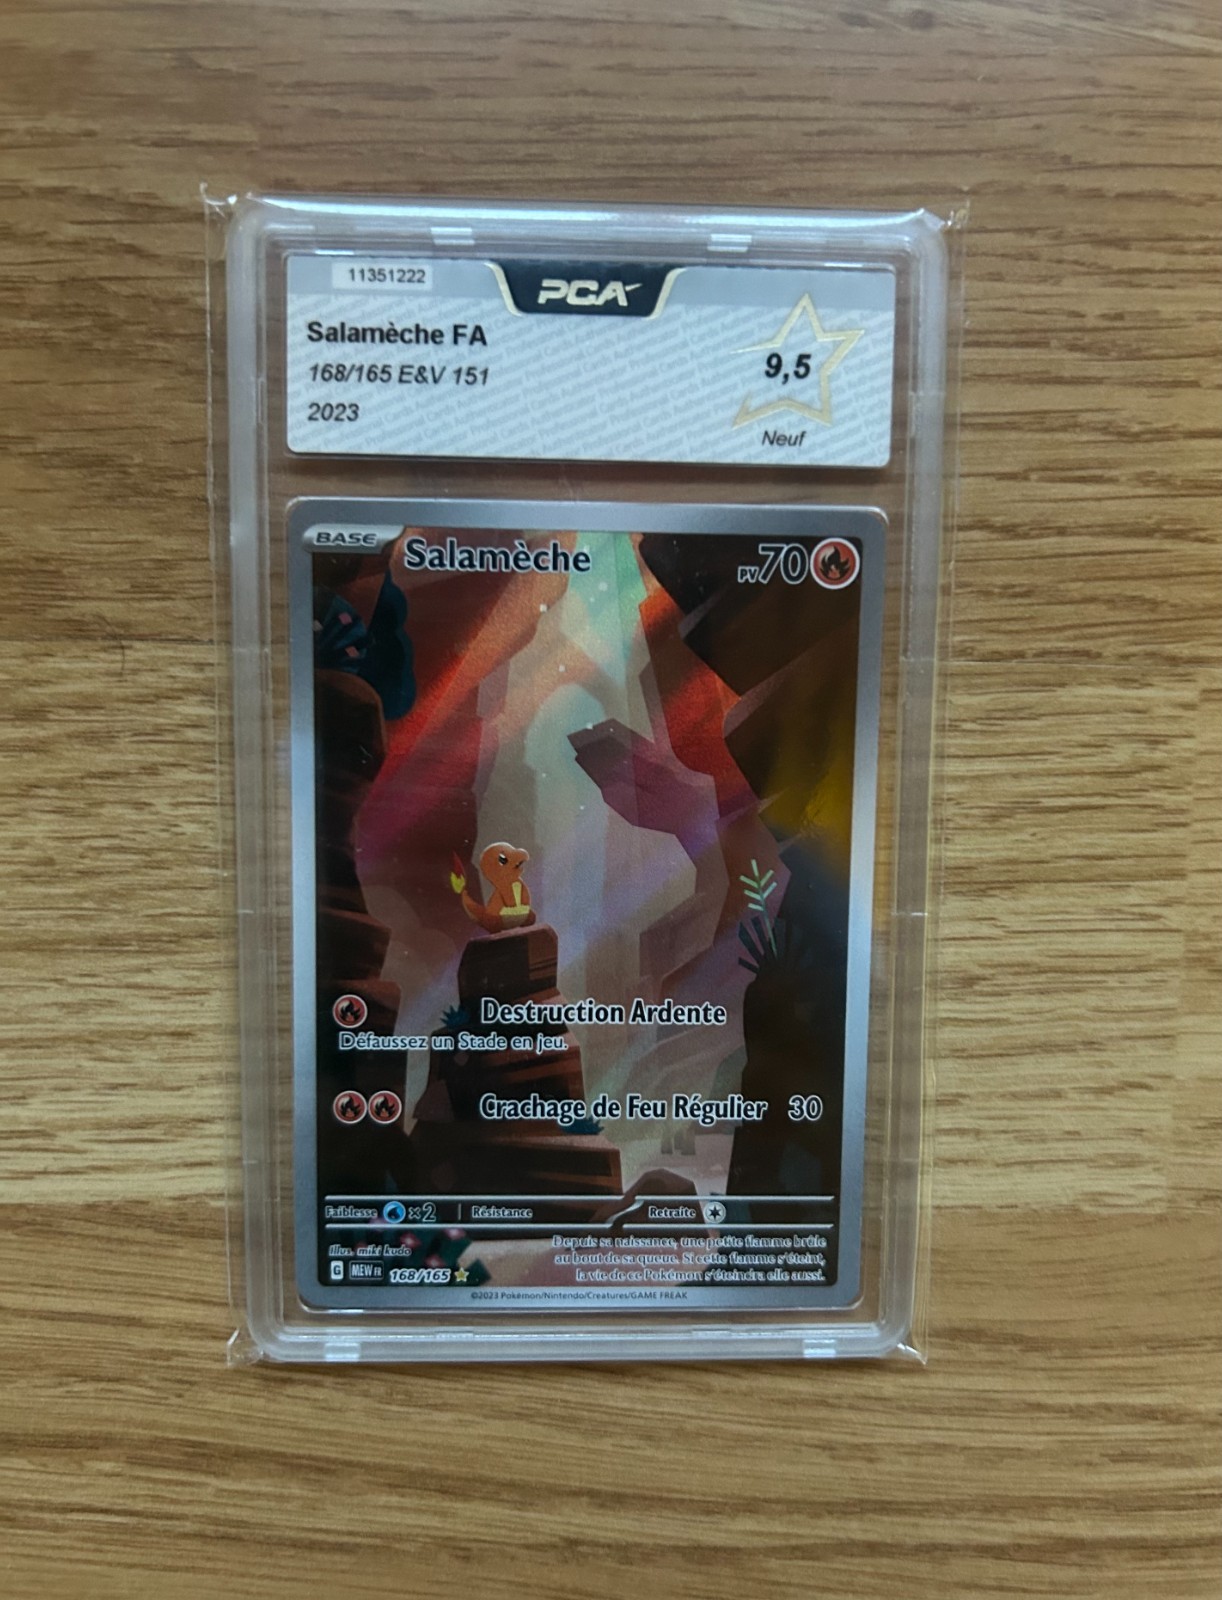 11351222
PCA
Salamèche FA
168/165 E&V 151
2023
9,5
Neuf
BASE
Salamèche
PV 70
Destruction Ardente
Défaussez un Stade en jeu.
Crachage de Feu Régulier 30
Faiblesse x2 Résistance Retraite
Illus. miki kudo
G MEW FR 168/165
Depuis sa naissance, une petite flamme brûle
au bout de sa queue. Si cette flamme s'éteint,
la vie de ce Pokémon s'éteindra elle aussi.
©2023 Pokémon/Nintendo/Creatures/GAME FREAK